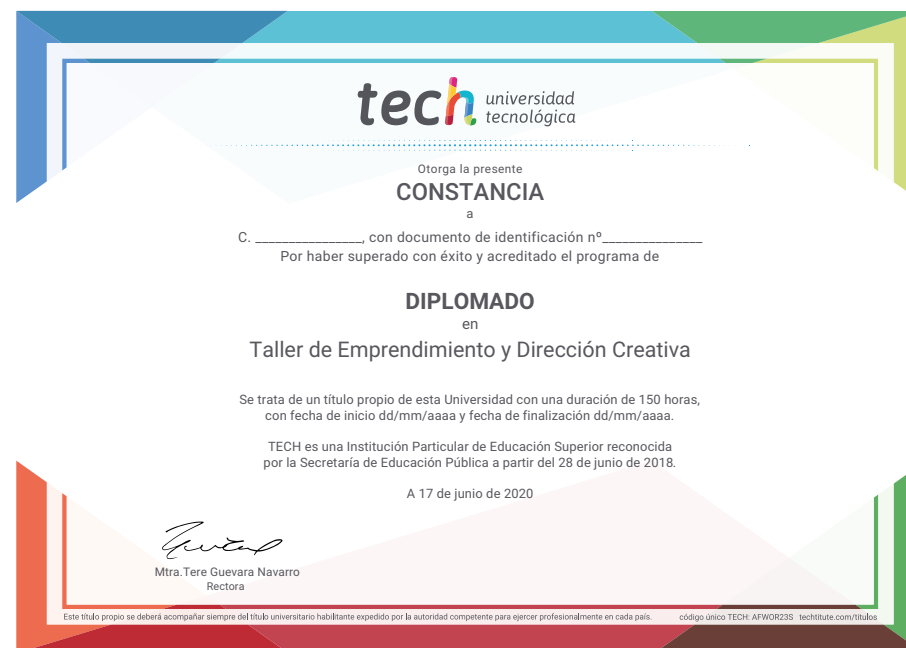 tech universidad
tecnológica
Otorga la presente
CONSTANCIA
a
C. ________________, con documento de identificación nº_______________
Por haber superado con éxito y acreditado el programa de
DIPLOMADO
en
Taller de Emprendimiento y Dirección Creativa
Se trata de un título propio de esta Universidad con una duración de 150 horas,
con fecha de inicio dd/mm/aaaa y fecha de finalización dd/mm/aaaa.
TECH es una Institución Particular de Educación Superior reconocida
por la Secretaría de Educación Pública a partir del 28 de junio de 2018.
A 17 de junio de 2020
Mtra.Tere Guevara Navarro
Rectora
Este título propio se deberá acompañar siempre del título universitario habilitante expedido por la autoridad competente para ejercer profesionalmente en cada país. código único TECH: AFWOR23S techtitute.com/titulos